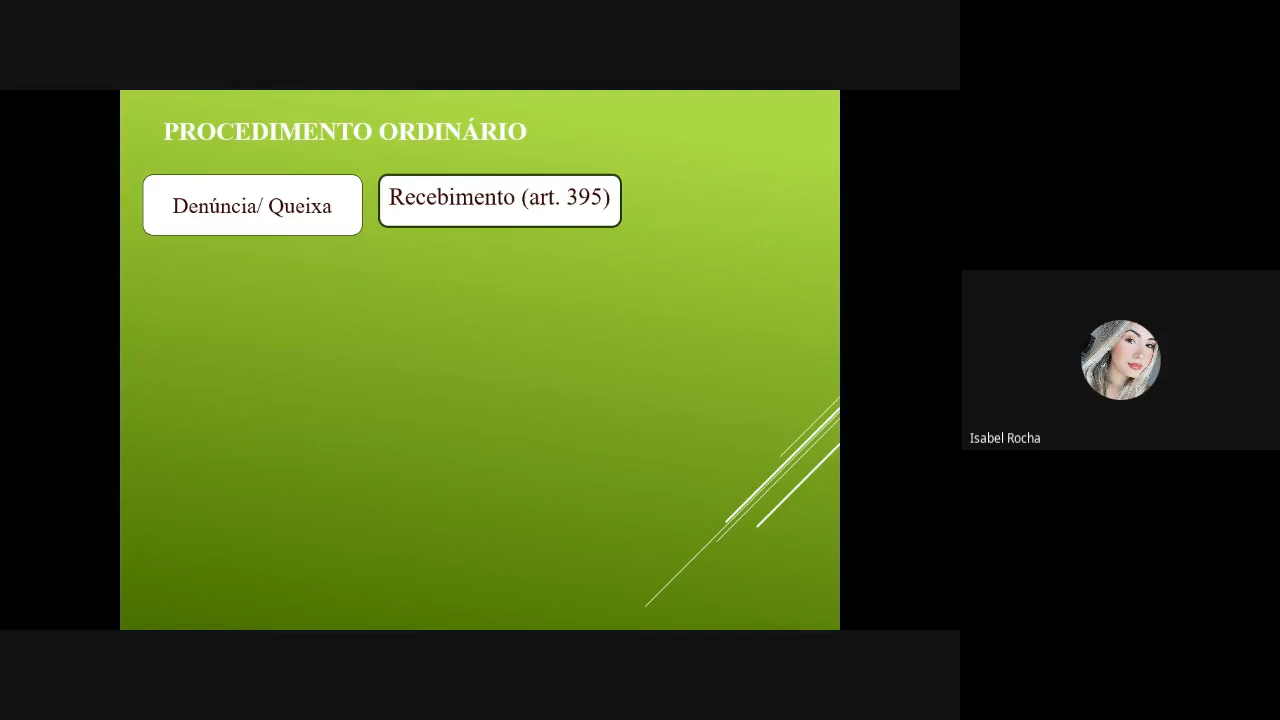 PROCEDIMENTO ORDINÁRIO
Denúncia/ Queixa
Recebimento (art. 395)
Isabel Rocha